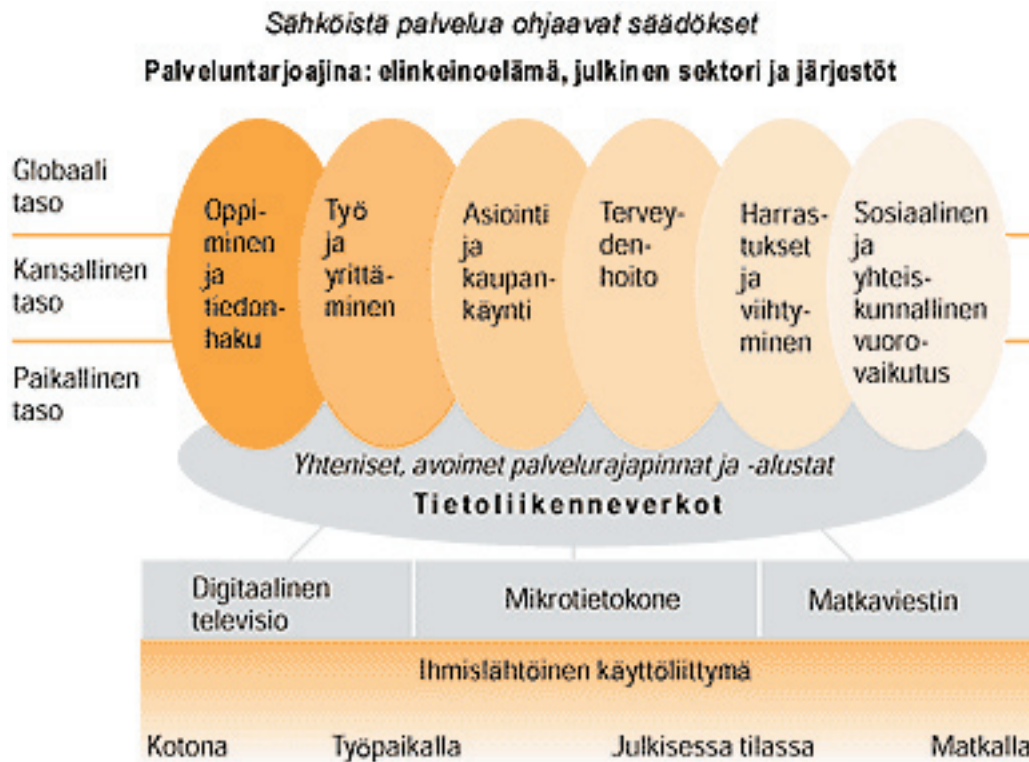 Sähköistä palvelua ohjaavat säädökset
Palveluntarjoajina: elinkeinoelämä, julkinen sektori ja järjestöt
Globaali
taso
Kansallinen
taso
Paikallinen
taso
Oppi-
minen
ja
tiedon-
haku
Työ
ja
yrittä-
minen
Asiointi
ja
kaupan-
käynti
Tervey-
den-
hoito
Harras-
tukset
ja
viihty-
minen
Sosiaalinen
ja
yhteis-
kunnallinen
vuoro-
vaikutus
Yhteniset, avoimet palvelurajapinnat ja -alustat
Tietoliikenneverkot
Digitaalinen
televisio
Mikrotietokone
Matkaviestin
Ihmislähtöinen käyttöliittymä
Kotona
Työpaikalla
Julkisessa tilassa
Matkalla